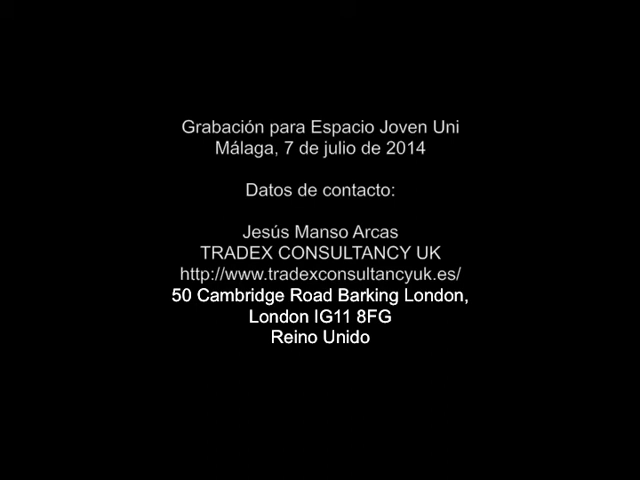 Grabación para Espacio Joven Uni
Málaga, 7 de julio de 2014
Datos de contacto:
Jesús Manso Arcas
TRADEX CONSULTANCY UK
http://www.tradexconsultancyuk.es/
50 Cambridge Road Barking London,
London IG11 8FG
Reino Unido